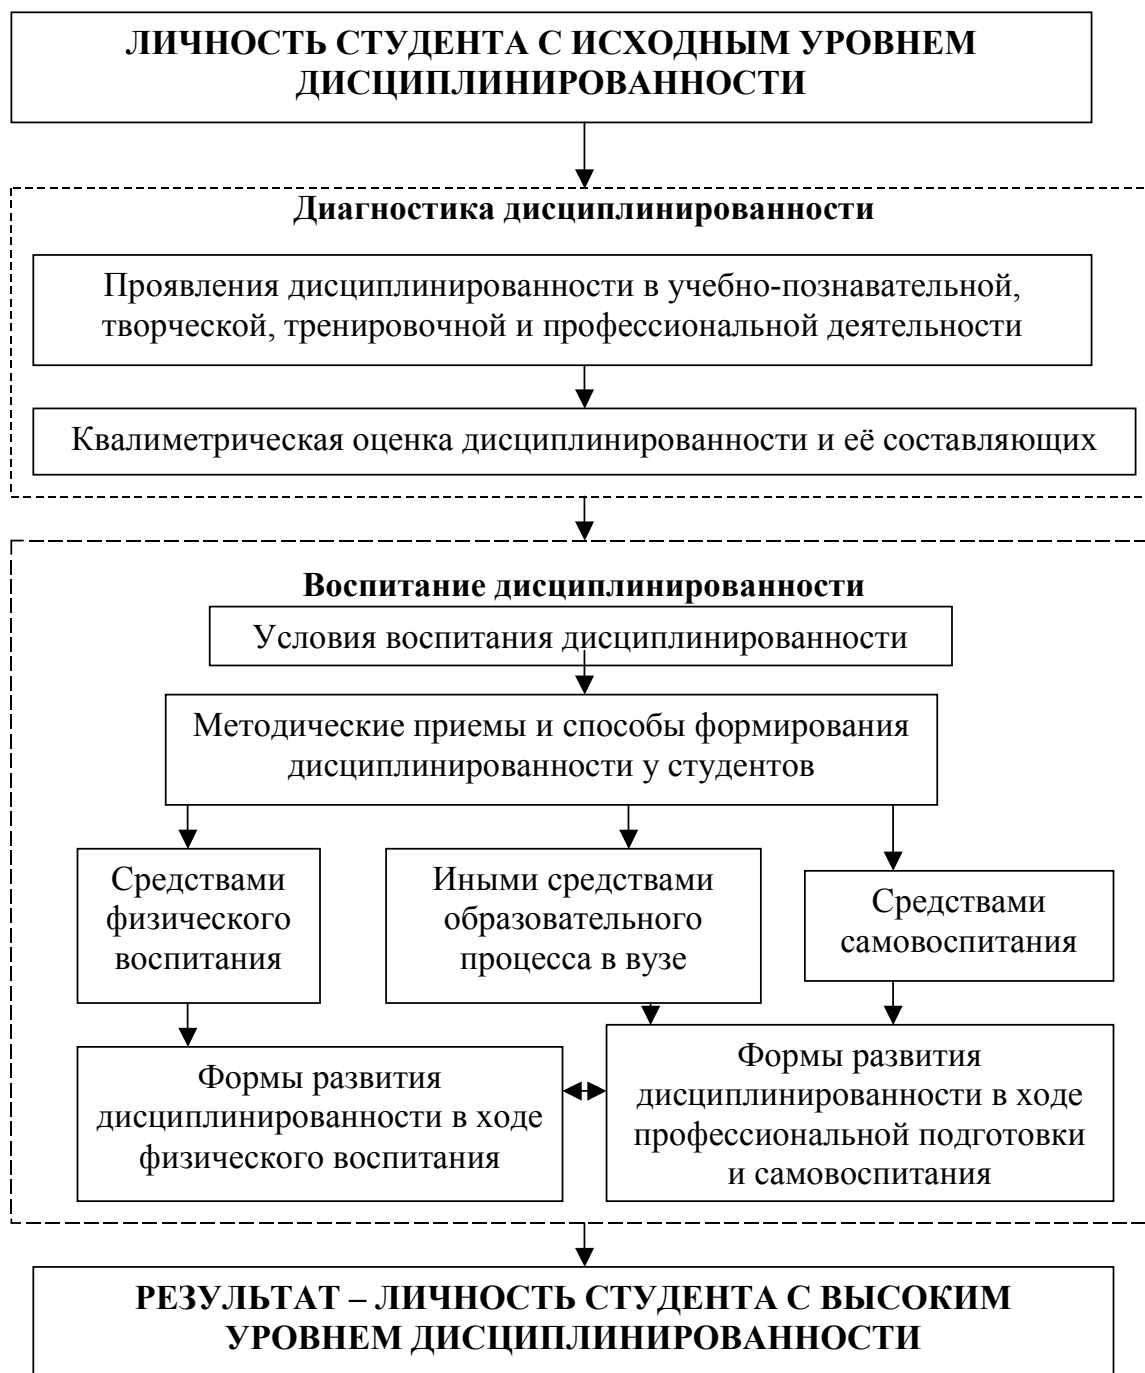 ЛИЧНОСТЬ СТУДЕНТА С ИСХОДНЫМ УРОВНЕМ
ДИСЦИПЛИНИРОВАННОСТИ
Диагностика дисциплинированности
Проявления дисциплинированности в учебно-познавательной,
творческой, тренировочной и профессиональной деятельности
Квалиметрическая оценка дисциплинированности и её составляющих
Воспитание дисциплинированности
Условия воспитания дисциплинированности
Методические приемы и способы формирования
дисциплинированности у студентов
Средствами
физического
воспитания
Иными средствами
образовательного
процесса в вузе
Средствами
самовоспитания
Формы развития
дисциплинированности в ходе
физического воспитания
Формы развития
дисциплинированности в ходе
профессиональной подготовки
и самовоспитания
РЕЗУЛЬТАТ – ЛИЧНОСТЬ СТУДЕНТА С ВЫСОКИМ
УРОВНЕМ ДИСЦИПЛИНИРОВАННОСТИ